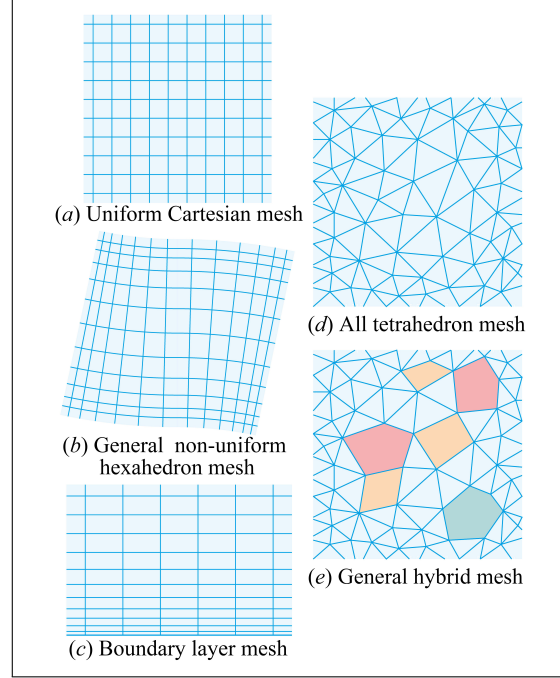 (a) Uniform Cartesian mesh
(b) General non-uniform
hexahedron mesh
(c) Boundary layer mesh
(d) All tetrahedron mesh
(e) General hybrid mesh